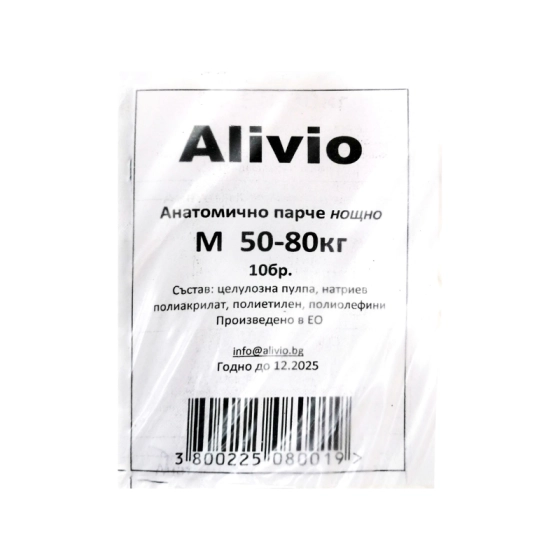 Alivio
Анатомично парче нощно
М 50-80кг
10бр.
Състав: целулозна пулпа, натриев
полиакрилат, полиетилен, полиолефини
Произведено в ЕО
info@alivio.bg
Годно до 12.2025
3 800225 080019 >